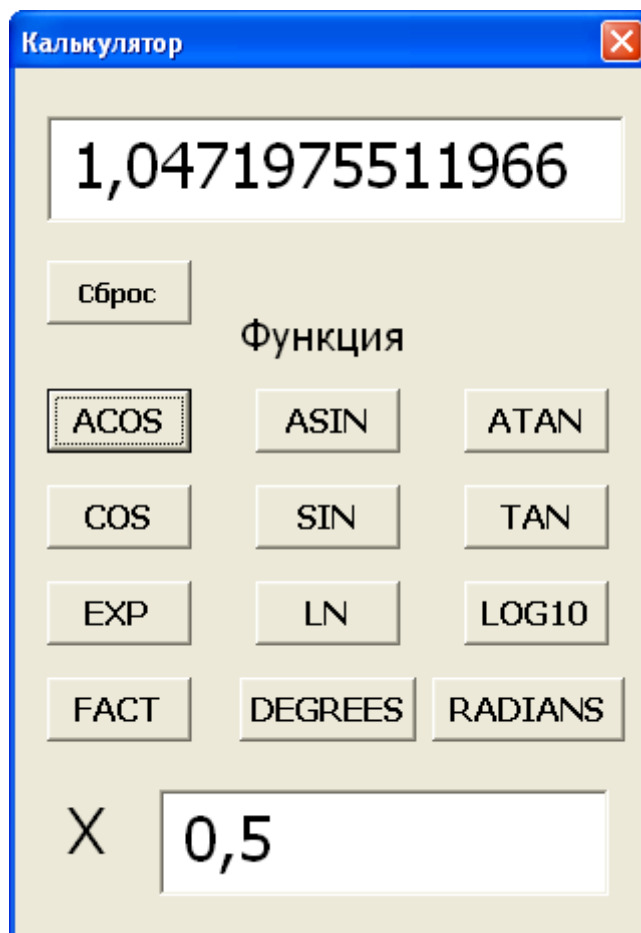 Калькулятор
1,0471975511966
Сброс
Функция
ACOS ASIN ATAN
COS SIN TAN
EXP LN LOG10
FACT DEGREES RADIANS
X 0,5